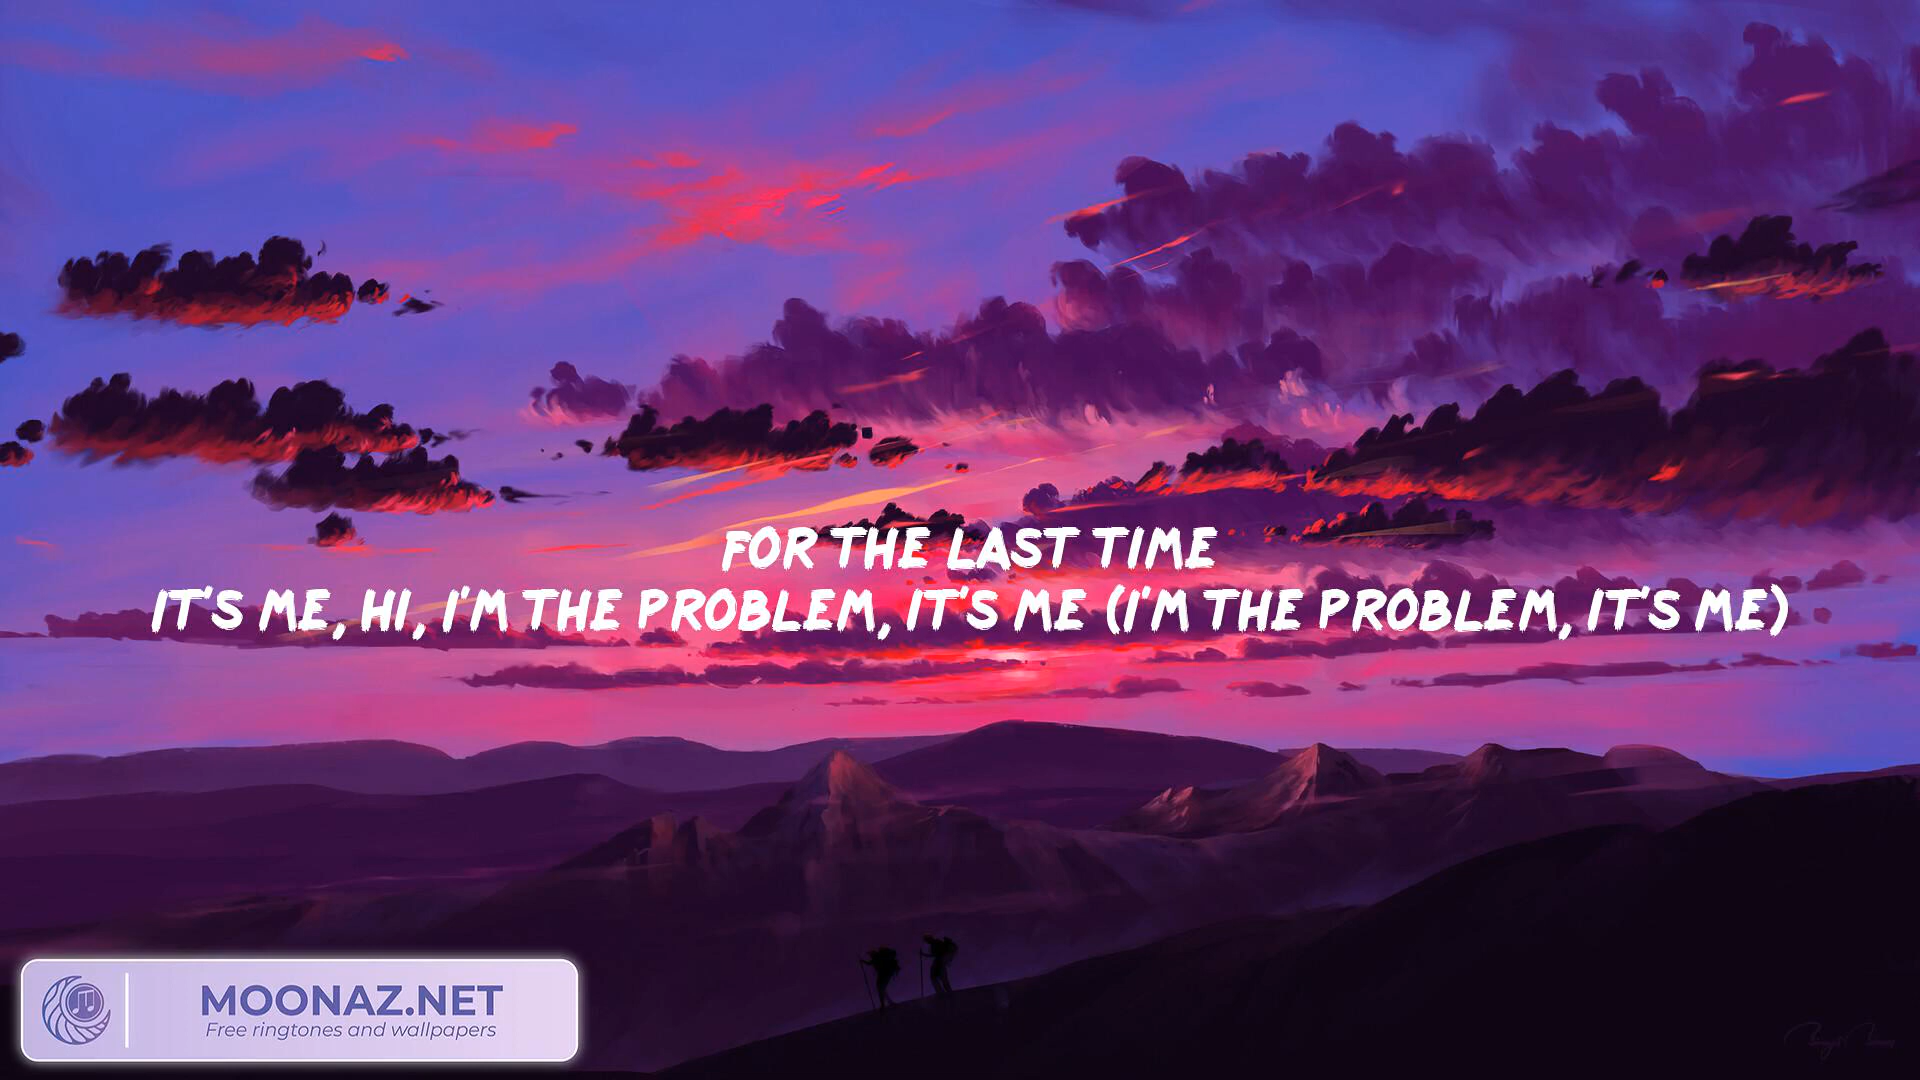 FOR THE LAST TIME
IT'S ME, HI, I'M THE PROBLEM, IT'S ME (I'M THE PROBLEM, IT'S ME)
MOONAZ.NET
Free ringtones and wallpapers